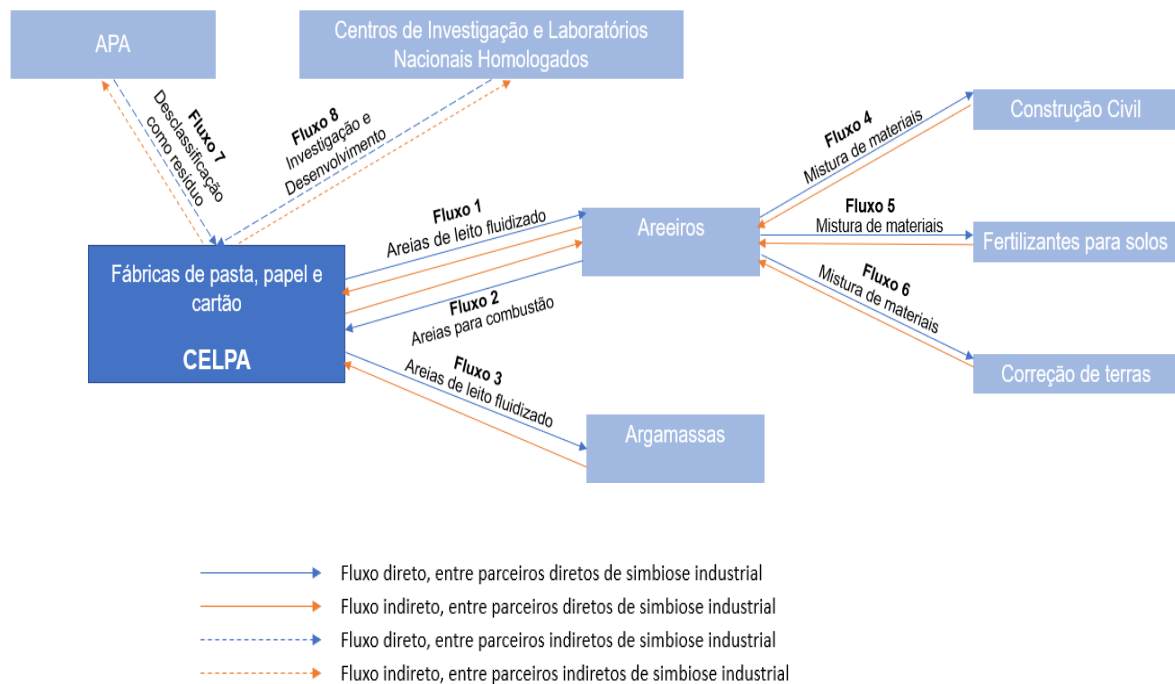 APA
Centros de Investigação e Laboratórios
Nacionais Homologados
Fluxo 7
Desclassificação
como resíduo
Fluxo 8
Investigação e
Desenvolvimento
Fluxo 4
Mistura de materiais
Construção Civil
Fluxo 1
Areias de leito fluidizado
Areeiros
Fluxo 5
Mistura de materiais
Fertilizantes para solos
Fábricas de pasta, papel e
cartão
CELPA
Fluxo 2
Areias para combustão
Fluxo 6
Mistura de materiais
Fluxo 3
Areias de leito fluidizado
Correção de terras
Argamassas
Fluxo direto, entre parceiros diretos de simbiose industrial
Fluxo indireto, entre parceiros diretos de simbiose industrial
Fluxo direto, entre parceiros indiretos de simbiose industrial
Fluxo indireto, entre parceiros indiretos de simbiose industrial